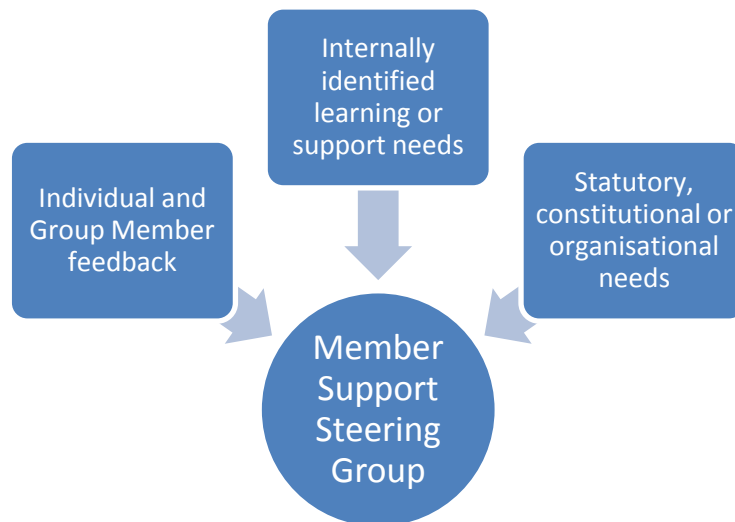 Internally
identified
learning or
support needs
Individual and
Group Member
feedback
Statutory,
constitutional or
organisational
needs
Member
Support
Steering
Group